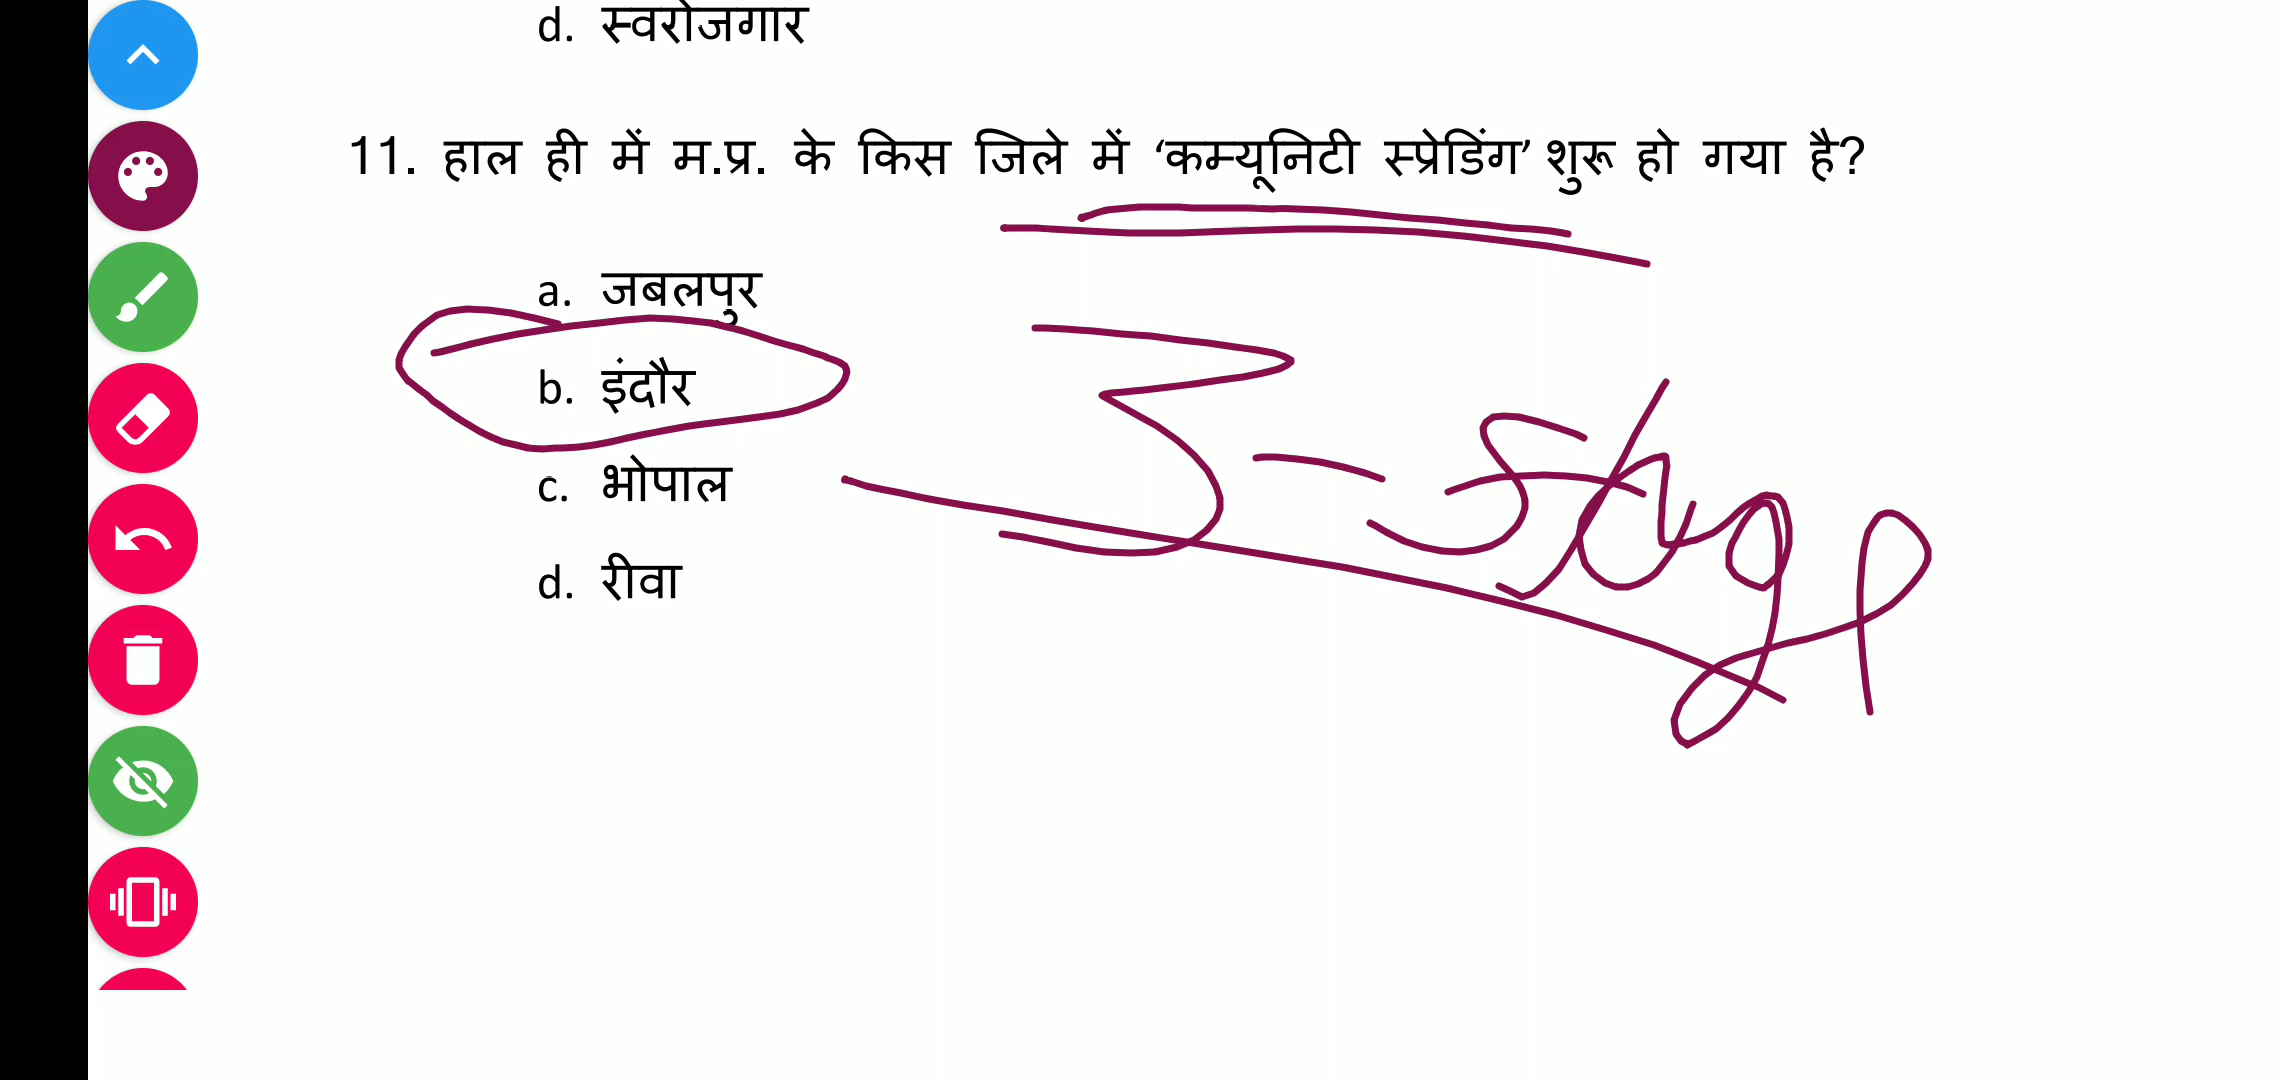 d. स्वरोजगार
11. हाल ही में म.प्र. के किस जिले में ‘कम्यूनिटी स्प्रेडिंग’ शुरू हो गया है?
a. जबलपुर
b. इंदौर
c. भोपाल
d. रीवा
3 - stage